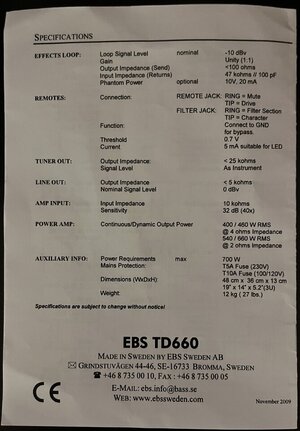 SPECIFICATIONS
EFFECTS LOOP: Loop Signal Level nominal -10 dBv
Gain Unity (1:1)
Output Impedance (Send) <100 ohms
Input Impedance (Returns) 47 kohms // 100 pF
Phantom Power optional 10V, 20 mA
REMOTES: Connection: REMOTE JACK: RING = Mute
TIP = Drive
FILTER JACK: RING = Filter Section
TIP = Character
Function: Connect to GND
for bypass.
Threshold 0.7 V
Current 5 mA suitable for LED
TUNER OUT: Output Impedance: < 25 kohms
Signal Level: As Instrument
LINE OUT: Output Impedance < 5 kohms
Nominal Signal Level 0 dBv
AMP INPUT: Input Impedance 10 kohms
Sensitivity 32 dB (40x)
POWER AMP: Continuous/Dynamic Output Power 400 / 460 W RMS
@ 4 ohms Impedance
540 / 660 W RMS
@ 2 ohms Impedance
AUXILIARY INFO: Power Requirements max 700 W
Mains Protection: T5A Fuse (230V)
T10A Fuse (100/120V)
Dimensions (WxDxH): 48 cm × 36 cm × 13 cm
19" × 14" × 5.2"(3U)
Weight: 12 kg ( 27 lbs.)
Specifications are subject to change without notice!
EBS TD660
MADE IN SWEDEN BY EBS SWEDEN AB
GRINDSTUVÄGEN 44-46, SE-16733 BROMMA, SWEDEN
+46 8 735 00 10, FAX : +46 8 735 00 05
E-MAIL: ebs.info@bass.se
WEB: www.ebssweden.com
CE
November 2009